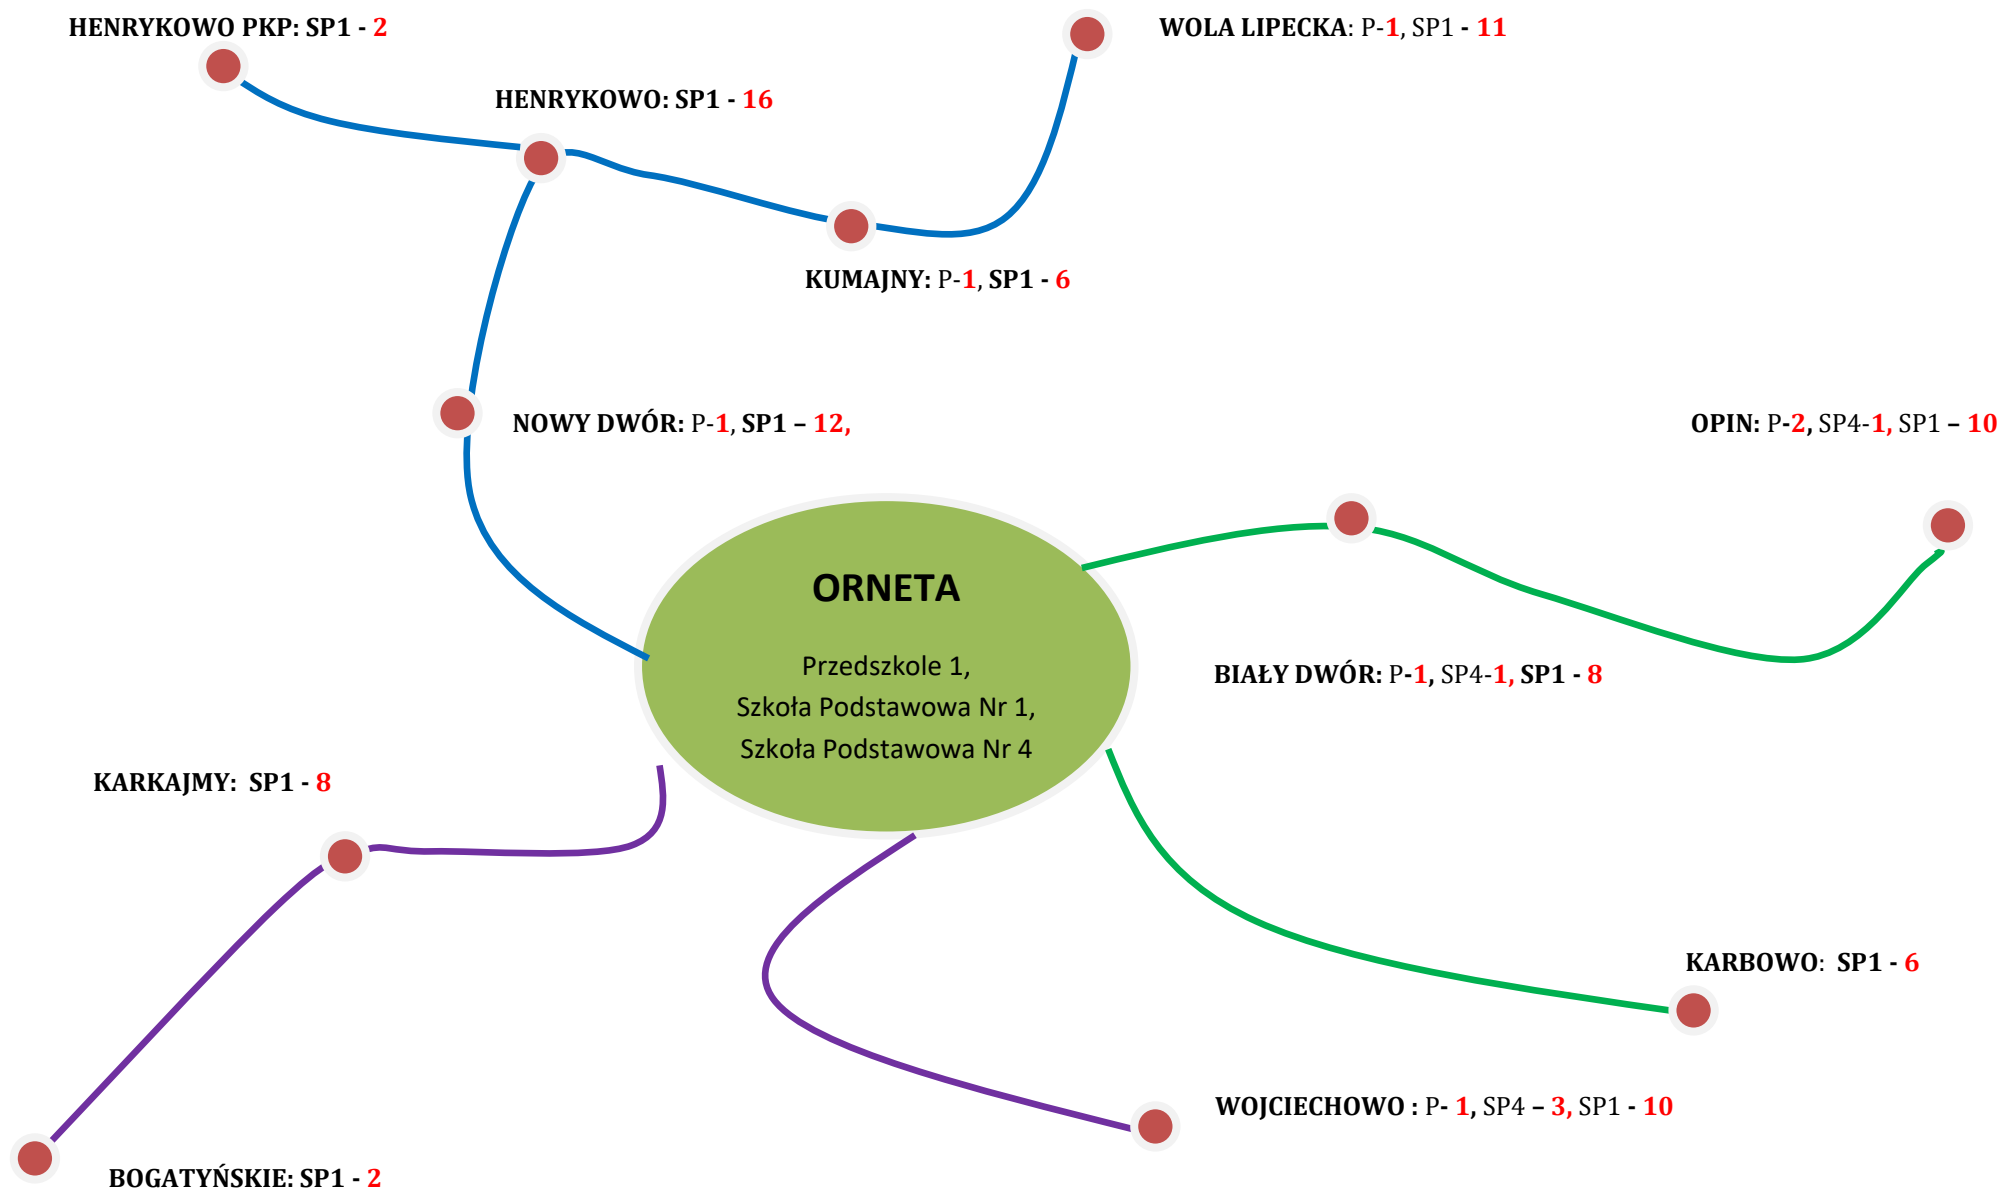 HENRYKOWO PKP: SP1 - 2
WOLA LIPECKA: P-1, SP1 - 11
HENRYKOWO: SP1 - 16
KUMAJNY: P-1, SP1 - 6
NOWY DWÓR: P-1, SP1 – 12,
OPIN: P-2, SP4-1, SP1 – 10
ORNETA
Przedszkole 1,
Szkoła Podstawowa Nr 1,
Szkoła Podstawowa Nr 4
BIAŁY DWÓR: P-1, SP4-1, SP1 - 8
KARKAJMY: SP1 - 8
KARBOWO: SP1 - 6
WOJCIECHOWO : P- 1, SP4 – 3, SP1 - 10
BOGATYŃSKIE: SP1 - 2